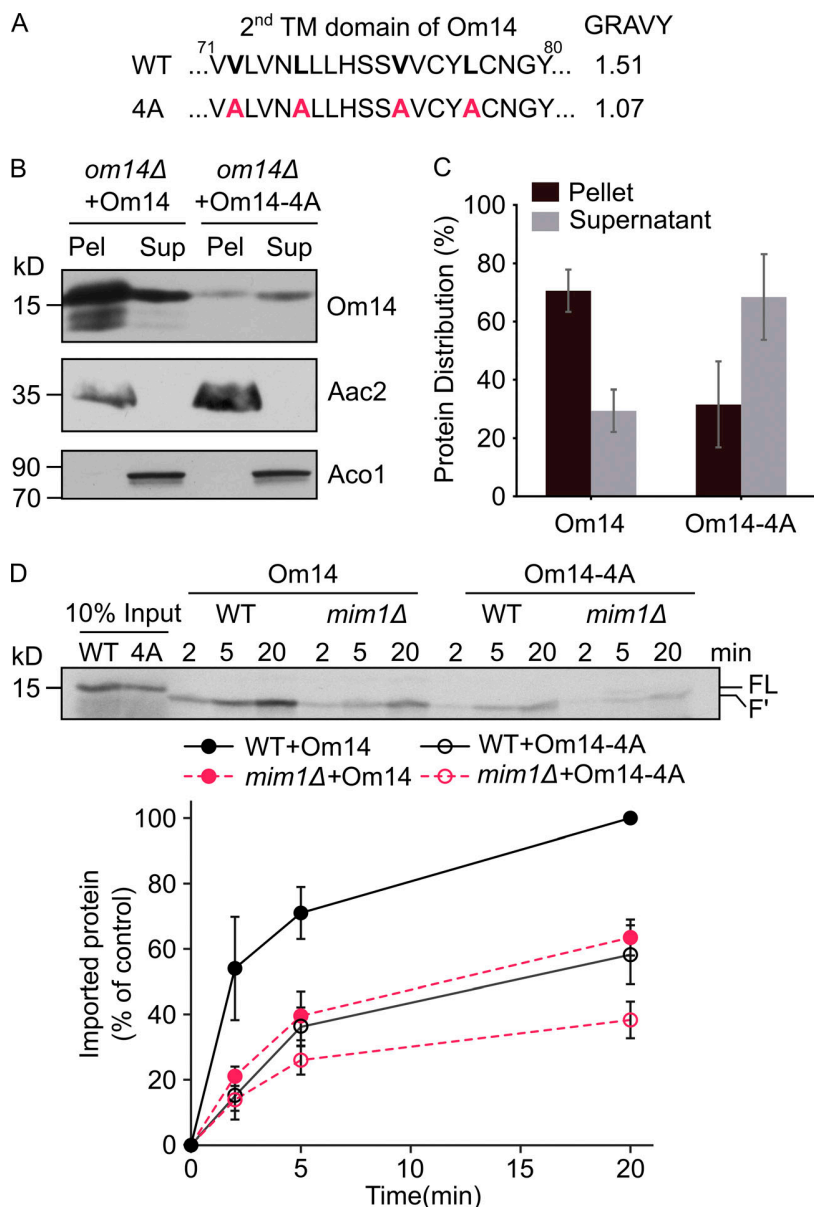 A
2nd TM domain of Om14 GRAVY
71 80
WT ...VVLVNLLLHSSVVCYLCNGY... 1.51
4A ...VALVNALLHSSAVCYACNGY... 1.07
B
om14Δ om14Δ
+Om14 +Om14-4A
Pel Sup Pel Sup
kD
15 Om14
35 Aac2
90 Aco1
70
C
Pellet
Supernatant
Protein Distribution (%)
100
80
60
40
20
0
Om14 Om14-4A
D
Om14 Om14-4A
10% Input WT mim1Δ WT mim1Δ
kD WT 4A 2 5 20 2 5 20 2 5 20 2 5 20 min
15 FL
F'
WT+Om14 WT+Om14-4A
mim1Δ+Om14 mim1Δ+Om14-4A
Imported protein
(% of control)
100
80
60
40
20
0
0 5 10 15 20
Time(min)